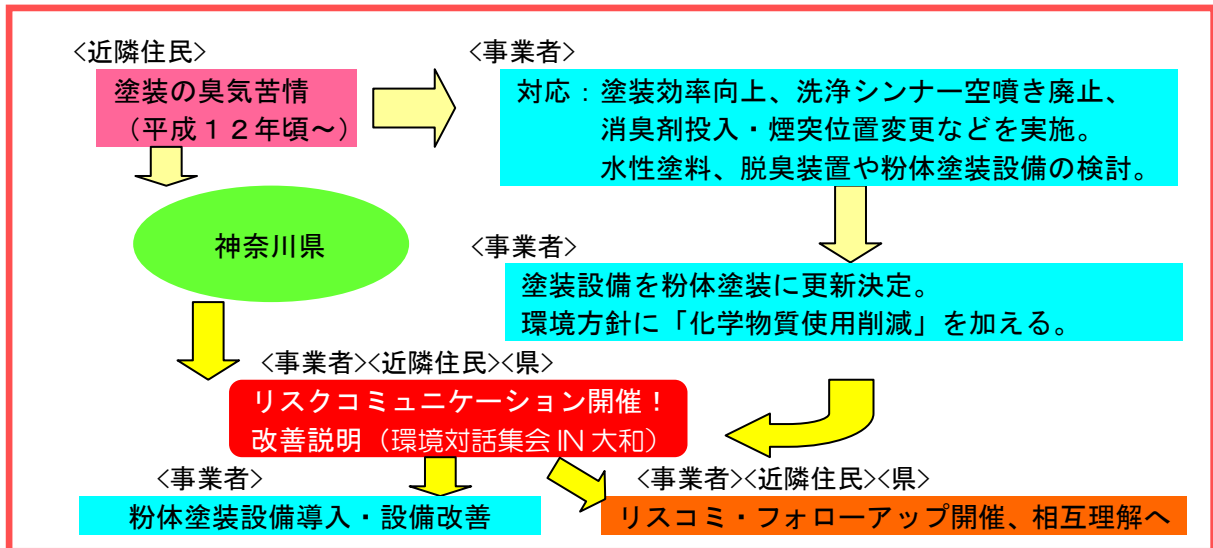 <近隣住民>
塗装の臭気苦情
（平成１２年頃～）
<事業者>
対応：塗装効率向上、洗浄シンナー空噴き廃止、
消臭剤投入・煙突位置変更などを実施。
水性塗料、脱臭装置や粉体塗装設備の検討。
神奈川県
<事業者>
塗装設備を粉体塗装に更新決定。
環境方針に「化学物質使用削減」を加える。
<事業者><近隣住民><県>
リスクコミュニケーション開催！
改善説明（環境対話集会 IN 大和）
<事業者>
粉体塗装設備導入・設備改善
<事業者><近隣住民><県>
リスコミ・フォローアップ開催、相互理解へ